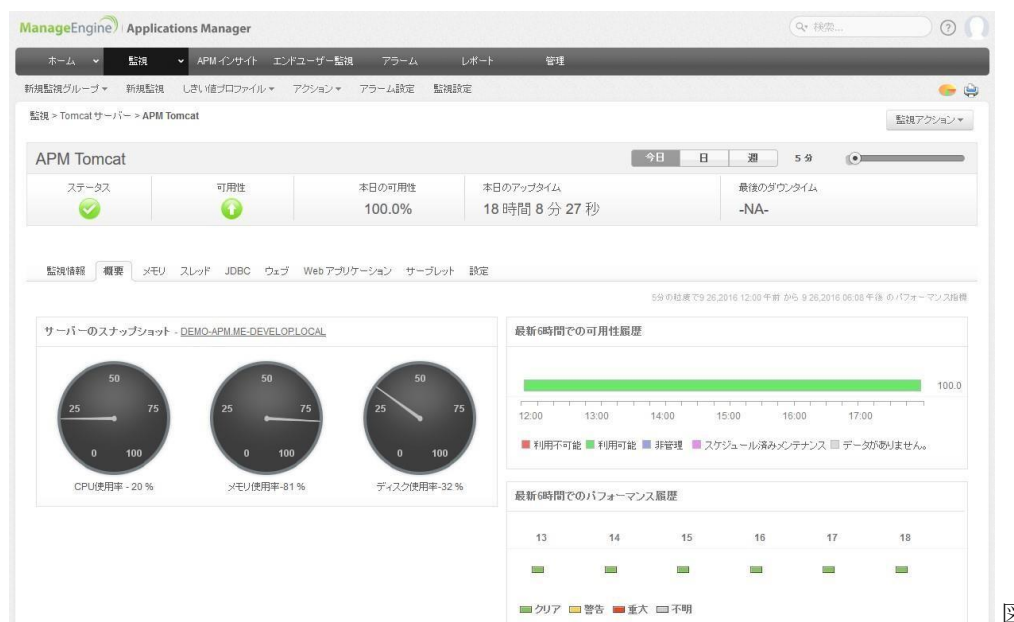 ManageEngine Applications Manager
検索...
ホーム 監視 APMインサイト エンドユーザー監視 アラーム レポート 管理
新規監視グループ 新規監視 しきい値プロファイル アクション アラーム設定 監視設定
監視 > Tomcatサーバー > APM Tomcat
監視アクション
APM Tomcat
今日 日 週 5 分
ステータス 可用性 本日の可用性 本日のアップタイム 最後のダウンタイム
100.0% 18 時間 8 分 27 秒 -NA-
監視情報 概要 メモリ スレッド JDBC ウェブ Web アプリケーション サーブレット 設定
5分の粒度で9 26,2016 12:00 午前 から 9 26,2016 06:08 午後 のパフォーマンス指標
サーバーのスナップショット - DEMO-APM.ME-DEVELOP.LOCAL
50 25 75 0 100
50 25 75 0 100
50 25 75 0 100
CPU使用率 - 20 % メモリ使用率-81 % ディスク使用率-32 %
最新6時間での可用性履歴
100.0
12:00 13:00 14:00 15:00 16:00 17:00
利用不可能 利用可能 非管理 スケジュール済みメンテナンス データがありません。
最新6時間でのパフォーマンス履歴
13 14 15 16 17 18
クリア 警告 重大 不明